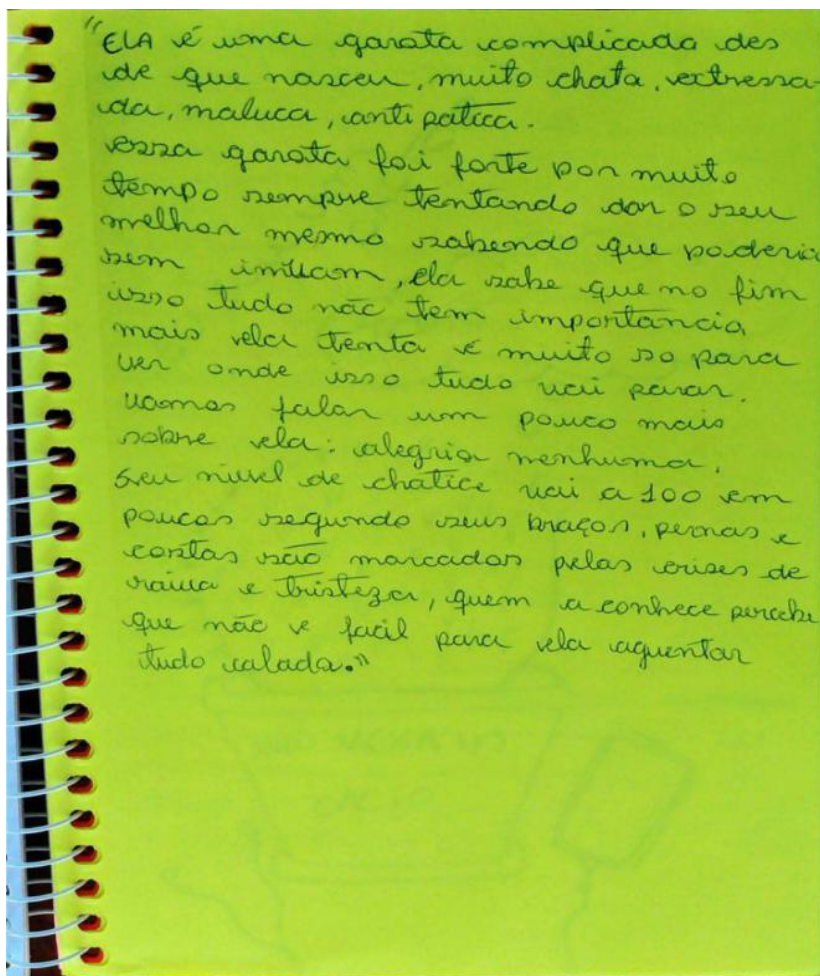 "ELA é uma garota complicada des
de que nasceu, muito chata, extressa-
da, maluca, anti patica.
essa garota foi forte por muito
tempo sempre tentando dar o seu
melhor mesmo sabendo que poderia
sem, ela sabe que no fim
isso tudo não tem importancia,
mais ela tenta é muito so para
ver onde isso tudo vai parar.
vamos falar um pouco mais
sobre ela: alegria nenhuma,
seu nivel de chatice vai a 100 em
poucos segundo seus braços, pernas e
costas são marcados pelas crises de
raiva e tristeza, quem a conhece percebe
que não e facil para ela aguentar
tudo calada."